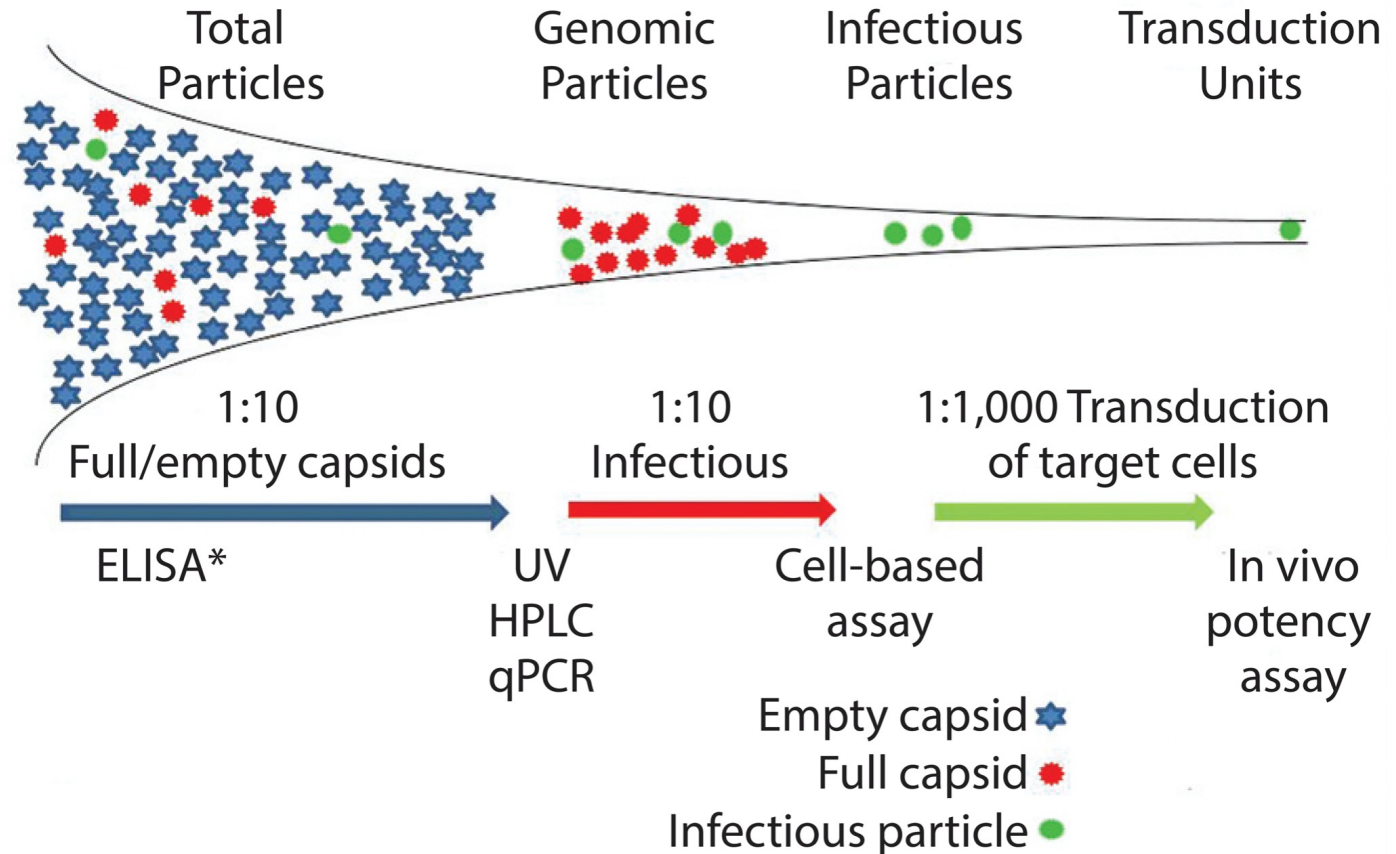 Total
Particles
Genomic
Particles
Infectious
Particles
Transduction
Units
1:10
Full/empty capsids
1:10
Infectious
1:1,000 Transduction
of target cells
ELISA*
UV
HPLC
qPCR
Cell-based
assay
In vivo
potency
assay
Empty capsid
Full capsid
Infectious particle